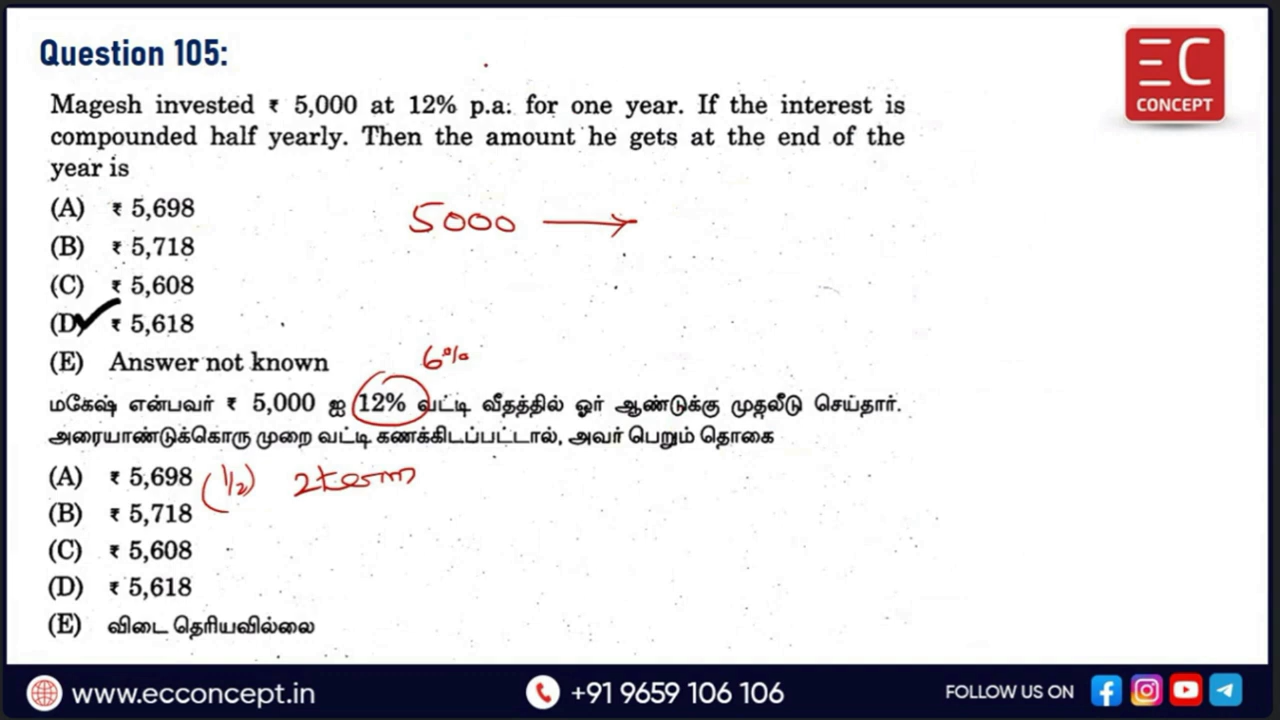 Question 105:
EC
CONCEPT
Magesh invested ₹ 5,000 at 12% p.a. for one year. If the interest is
compounded half yearly. Then the amount he gets at the end of the
year is
(A) ₹ 5,698
5000
(B) ₹ 5,718
(C) ₹ 5,608
(D) ₹ 5,618
(E) Answer not known
6%
மகேஷ் என்பவர் ₹ 5,000 ஐ 12% வட்டி வீதத்தில் ஓர் ஆண்டுக்கு முதலீடு செய்தார்.
அரையாண்டுக்கொரு முறை வட்டி கணக்கிடப்பட்டால், அவர் பெறும் தொகை
(A) ₹ 5,698
(1/2) 2term
(B) ₹ 5,718
(C) ₹ 5,608
(D) ₹ 5,618
(E) விடை தெரியவில்லை
www.ecconcept.in +91 9659 106 106 FOLLOW US ON